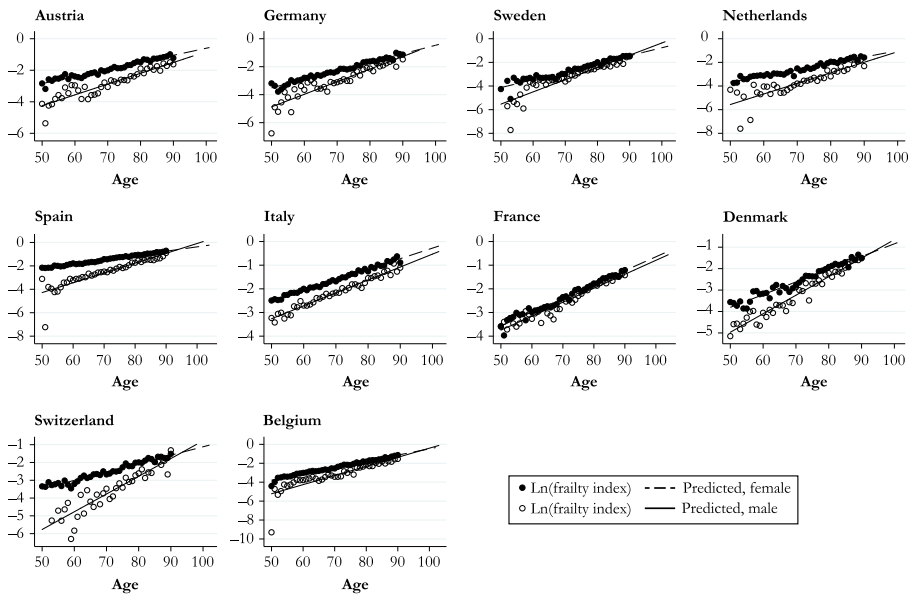 Austria
0
−2
−4
−6
50 60 70 80 90 100
Age
Germany
0
−2
−4
−6
50 60 70 80 90 100
Age
Sweden
0
−2
−4
−6
−8
50 60 70 80 90 100
Age
Netherlands
0
−2
−4
−6
−8
50 60 70 80 90 100
Age
Spain
0
−2
−4
−6
−8
50 60 70 80 90 100
Age
Italy
0
−1
−2
−3
−4
50 60 70 80 90 100
Age
France
0
−1
−2
−3
−4
50 60 70 80 90 100
Age
Denmark
−1
−2
−3
−4
−5
50 60 70 80 90 100
Age
Switzerland
−1
−2
−3
−4
−5
−6
50 60 70 80 90 100
Age
Belgium
0
−2
−4
−6
−8
−10
50 60 70 80 90 100
Age
Ln(frailty index) Predicted, female
Ln(frailty index) Predicted, male